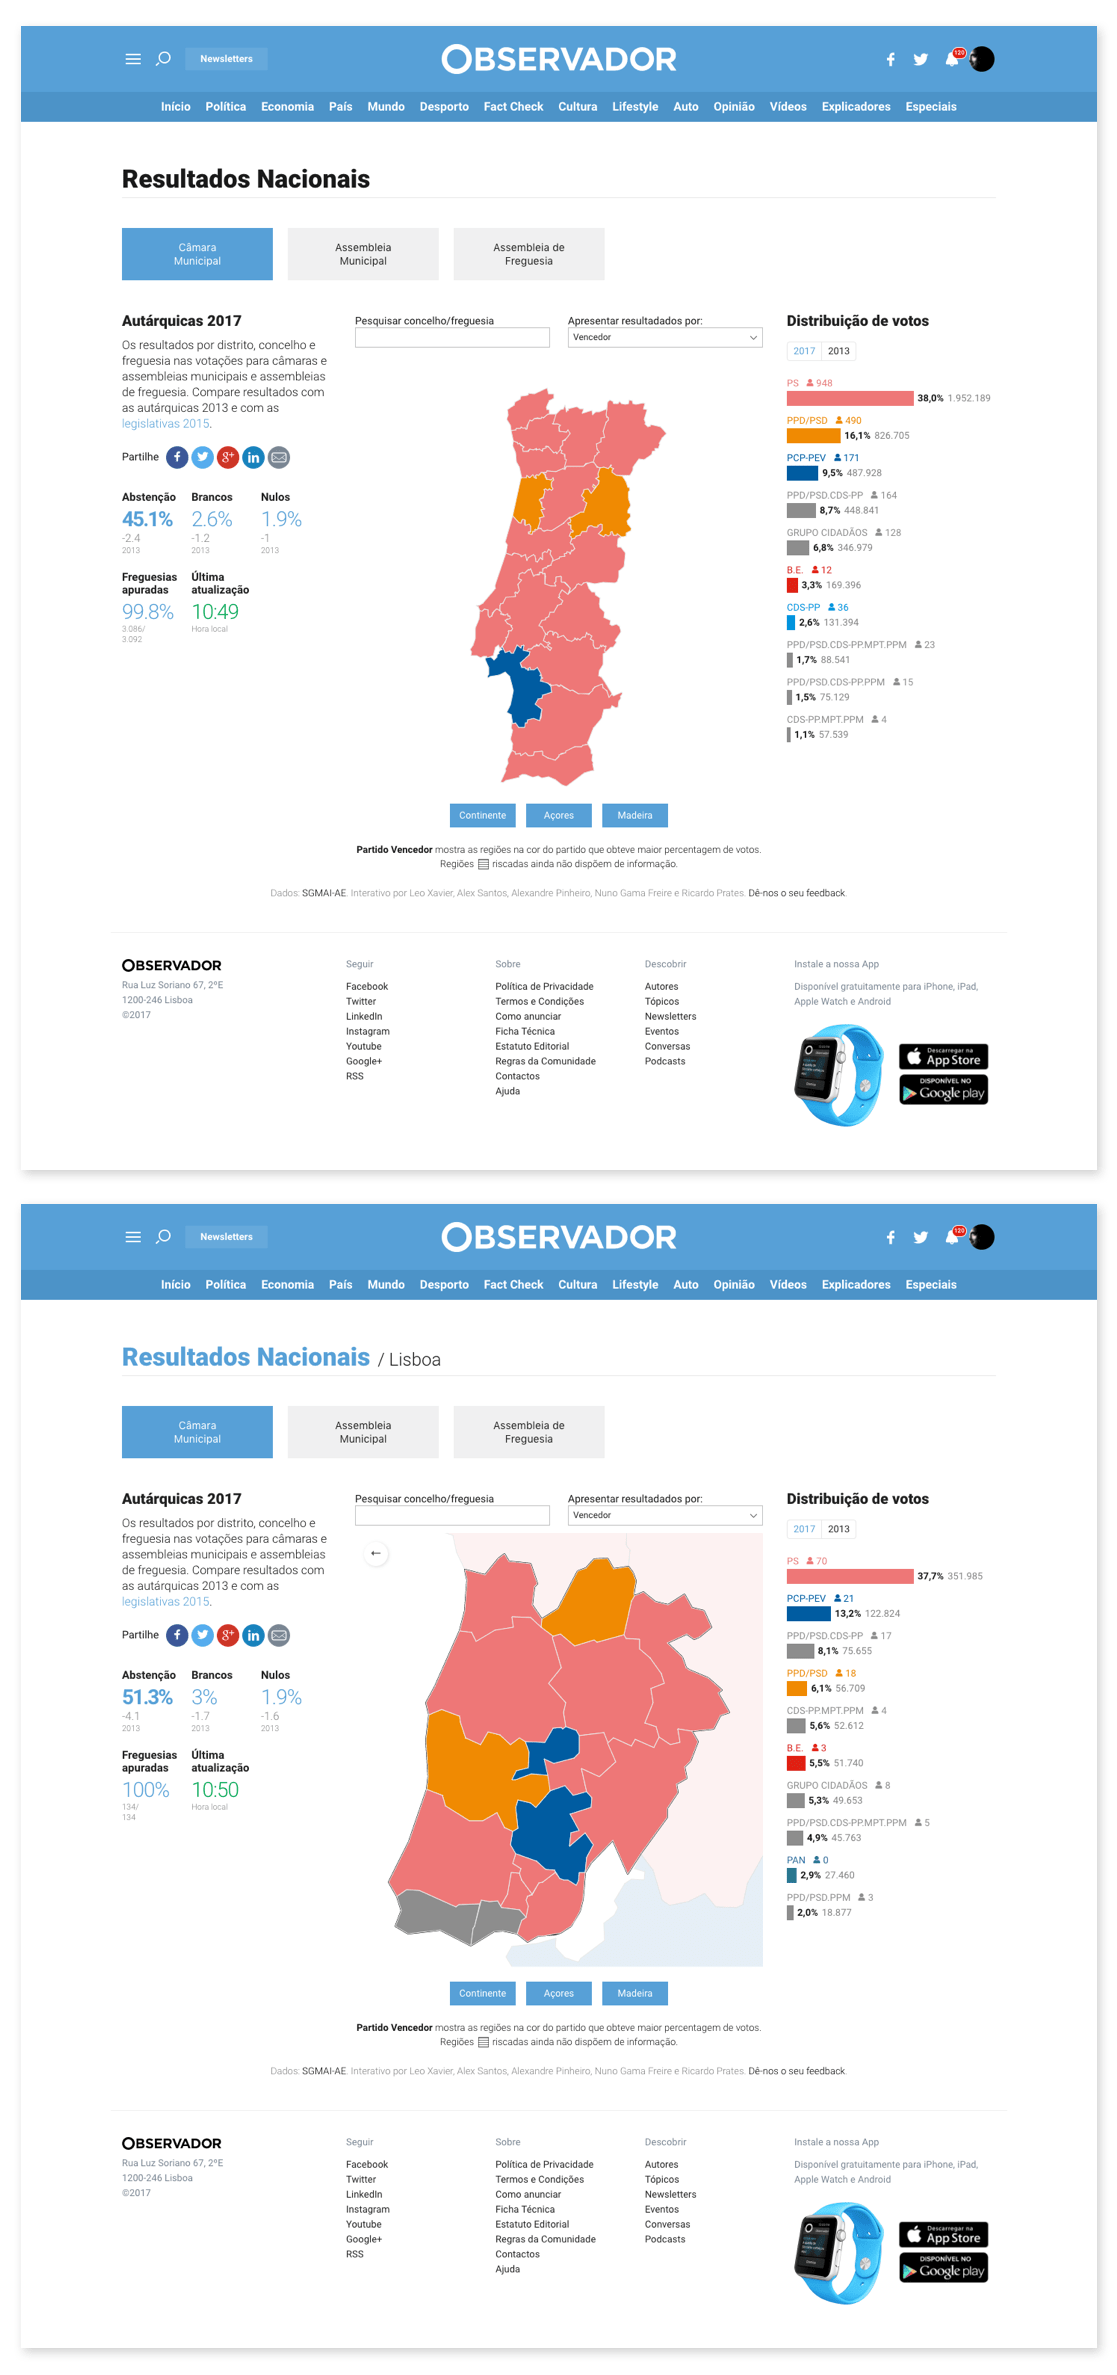 Newsletters
OBSERVADOR
120
Início Política Economia País Mundo Desporto Fact Check Cultura Lifestyle Auto Opinião Vídeos Explicadores Especiais
Resultados Nacionais
Câmara
Municipal
Assembleia
Municipal
Assembleia de
Freguesia
Autárquicas 2017
Os resultados por distrito, concelho e
freguesia nas votações para câmaras e
assembleias municipais e assembleias
de freguesia. Compare resultados com
as autárquicas 2013 e com as
legislativas 2015.
Partilhe
Abstenção Brancos Nulos
45.1% 2.6% 1.9%
-2.4 -1.2 -1
2013 2013 2013
Freguesias
apuradas
Última
atualização
99.8% 10:49
3.086/
3.092
Hora local
Pesquisar concelho/freguesia
Apresentar resultadados por:
Vencedor
Continente Açores Madeira
Partido Vencedor mostra as regiões na cor do partido que obteve maior percentagem de votos.
Regiões riscadas ainda não dispõem de informação.
Distribuição de votos
2017 2013
PS 948
38,0% 1.952.189
PPD/PSD 490
16,1% 826.705
PCP-PEV 171
9,5% 487.928
PPD/PSD.CDS-PP 164
8,7% 448.841
GRUPO CIDADÃOS 128
6,8% 346.979
B.E. 12
3,3% 169.396
CDS-PP 36
2,6% 131.394
PPD/PSD.CDS-PP.MPT.PPM 23
1,7% 88.541
PPD/PSD.CDS-PP.PPM 15
1,5% 75.129
CDS-PP.MPT.PPM 4
1,1% 57.539
Dados: SGMAI-AE. Interativo por Leo Xavier, Alex Santos, Alexandre Pinheiro, Nuno Gama Freire e Ricardo Prates. Dê-nos o seu feedback.
OBSERVADOR
Rua Luz Soriano 67, 2ºE
1200-246 Lisboa
©2017
Seguir
Facebook
Twitter
LinkedIn
Instagram
Youtube
Google+
RSS
Sobre
Política de Privacidade
Termos e Condições
Como anunciar
Ficha Técnica
Estatuto Editorial
Regras da Comunidade
Contactos
Ajuda
Descobrir
Autores
Tópicos
Newsletters
Eventos
Conversas
Podcasts
Instale a nossa App
Disponível gratuitamente para iPhone, iPad,
Apple Watch e Android
Descarregar na
App Store
DISPONÍVEL NO
Google play
Newsletters
OBSERVADOR
120
Início Política Economia País Mundo Desporto Fact Check Cultura Lifestyle Auto Opinião Vídeos Explicadores Especiais
Resultados Nacionais / Lisboa
Câmara
Municipal
Assembleia
Municipal
Assembleia de
Freguesia
Autárquicas 2017
Os resultados por distrito, concelho e
freguesia nas votações para câmaras e
assembleias municipais e assembleias
de freguesia. Compare resultados com
as autárquicas 2013 e com as
legislativas 2015.
Partilhe
Abstenção Brancos Nulos
51.3% 3% 1.9%
-4.1 -1.7 -1.6
2013 2013 2013
Freguesias
apuradas
Última
atualização
100% 10:50
134/
134
Hora local
Pesquisar concelho/freguesia
Apresentar resultadados por:
Vencedor
←
Continente Açores Madeira
Partido Vencedor mostra as regiões na cor do partido que obteve maior percentagem de votos.
Regiões riscadas ainda não dispõem de informação.
Distribuição de votos
2017 2013
PS 70
37,7% 351.985
PCP-PEV 21
13,2% 122.824
PPD/PSD.CDS-PP 17
8,1% 75.655
PPD/PSD 18
6,1% 56.709
CDS-PP.MPT.PPM 4
5,6% 52.612
B.E. 3
5,5% 51.740
GRUPO CIDADÃOS 8
5,3% 49.653
PPD/PSD.CDS-PP.MPT.PPM 5
4,9% 45.763
PAN 0
2,9% 27.460
PPD/PSD.PPM 3
2,0% 18.877
Dados: SGMAI-AE. Interativo por Leo Xavier, Alex Santos, Alexandre Pinheiro, Nuno Gama Freire e Ricardo Prates. Dê-nos o seu feedback.
OBSERVADOR
Rua Luz Soriano 67, 2ºE
1200-246 Lisboa
©2017
Seguir
Facebook
Twitter
LinkedIn
Instagram
Youtube
Google+
RSS
Sobre
Política de Privacidade
Termos e Condições
Como anunciar
Ficha Técnica
Estatuto Editorial
Regras da Comunidade
Contactos
Ajuda
Descobrir
Autores
Tópicos
Newsletters
Eventos
Conversas
Podcasts
Instale a nossa App
Disponível gratuitamente para iPhone, iPad,
Apple Watch e Android
Descarregar na
App Store
DISPONÍVEL NO
Google play